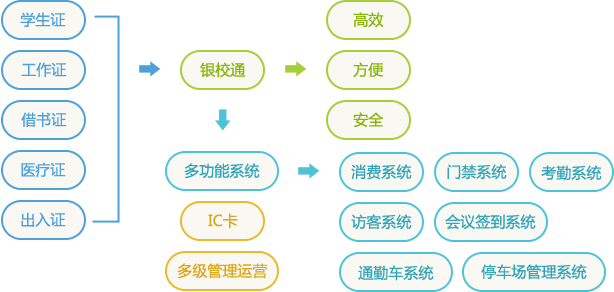 学生证
工作证
借书证
医疗证
出入证
银校通
高效
方便
安全
多功能系统
IC卡
多级管理运营
消费系统
门禁系统
考勤系统
访客系统
会议签到系统
通勤车系统
停车场管理系统